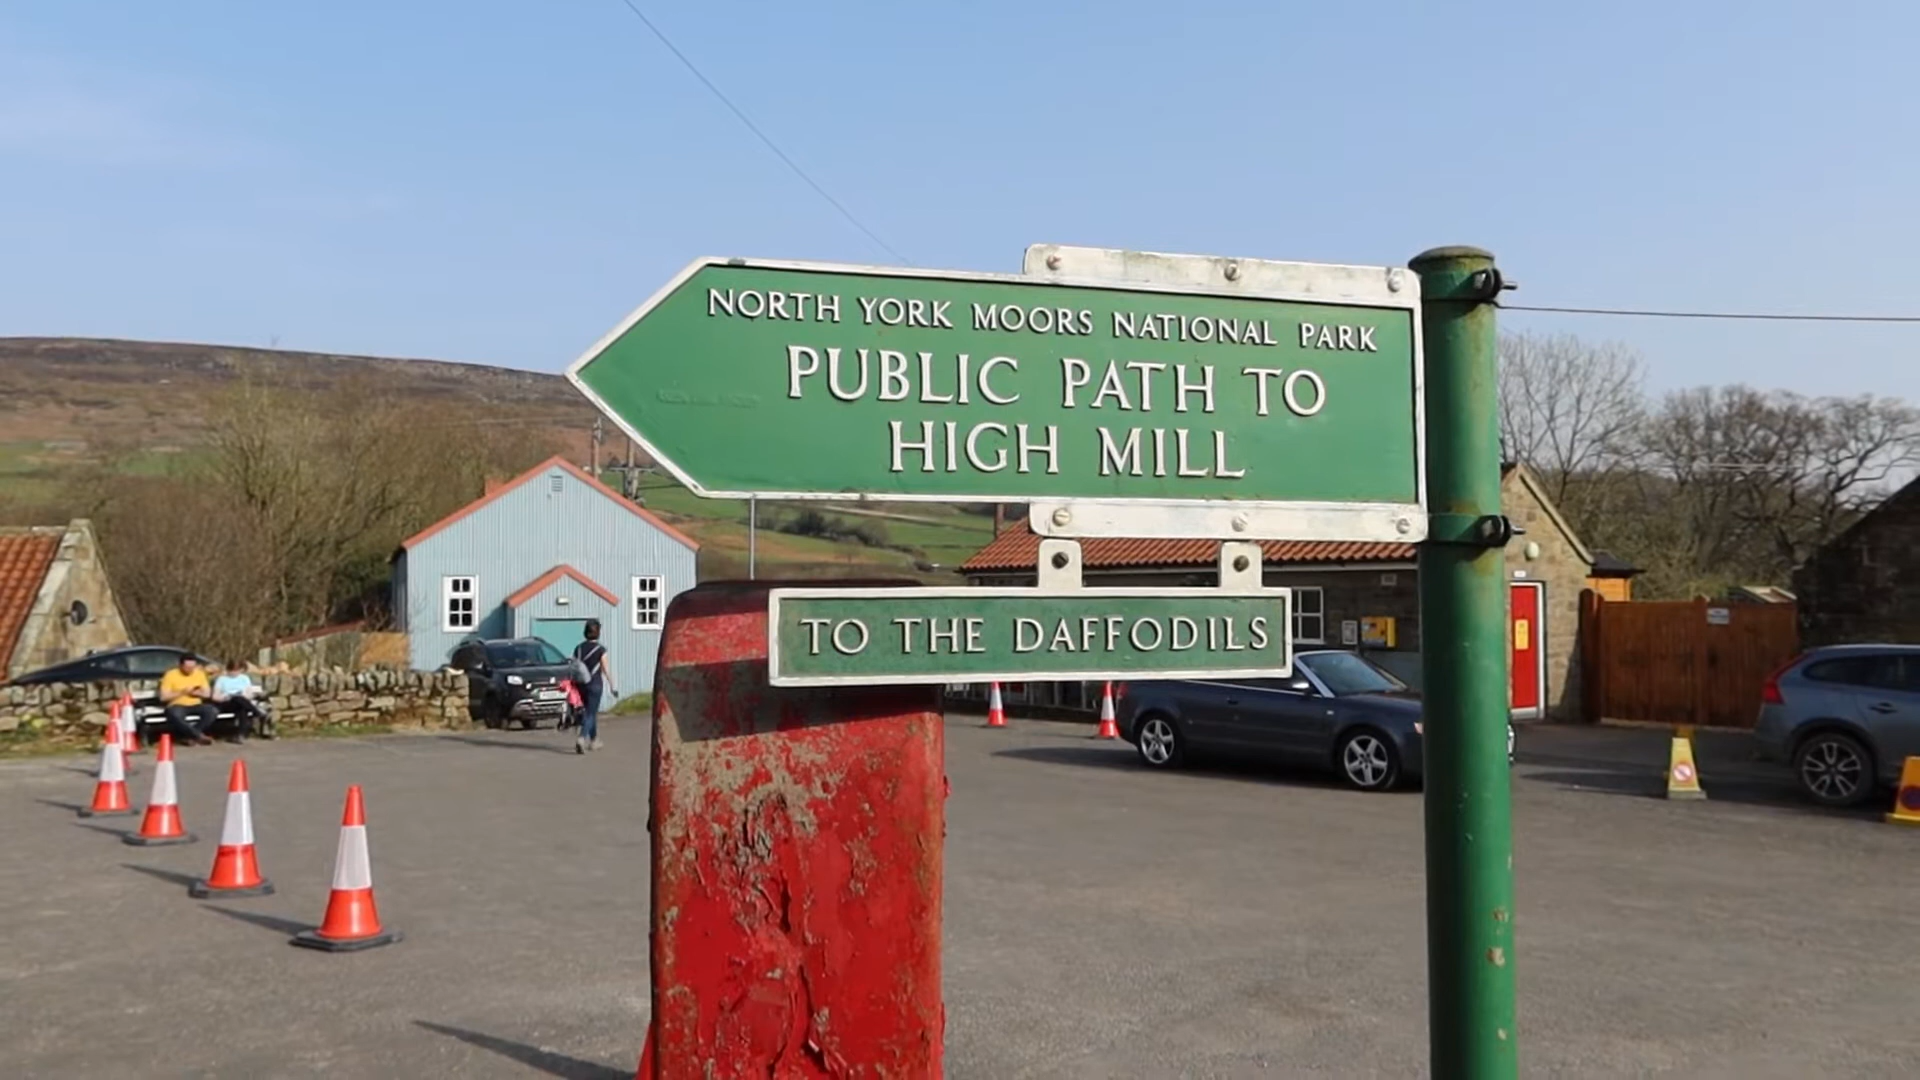 NORTH YORK MOORS NATIONAL PARK
PUBLIC PATH TO
HIGH MILL
TO THE DAFFODILS